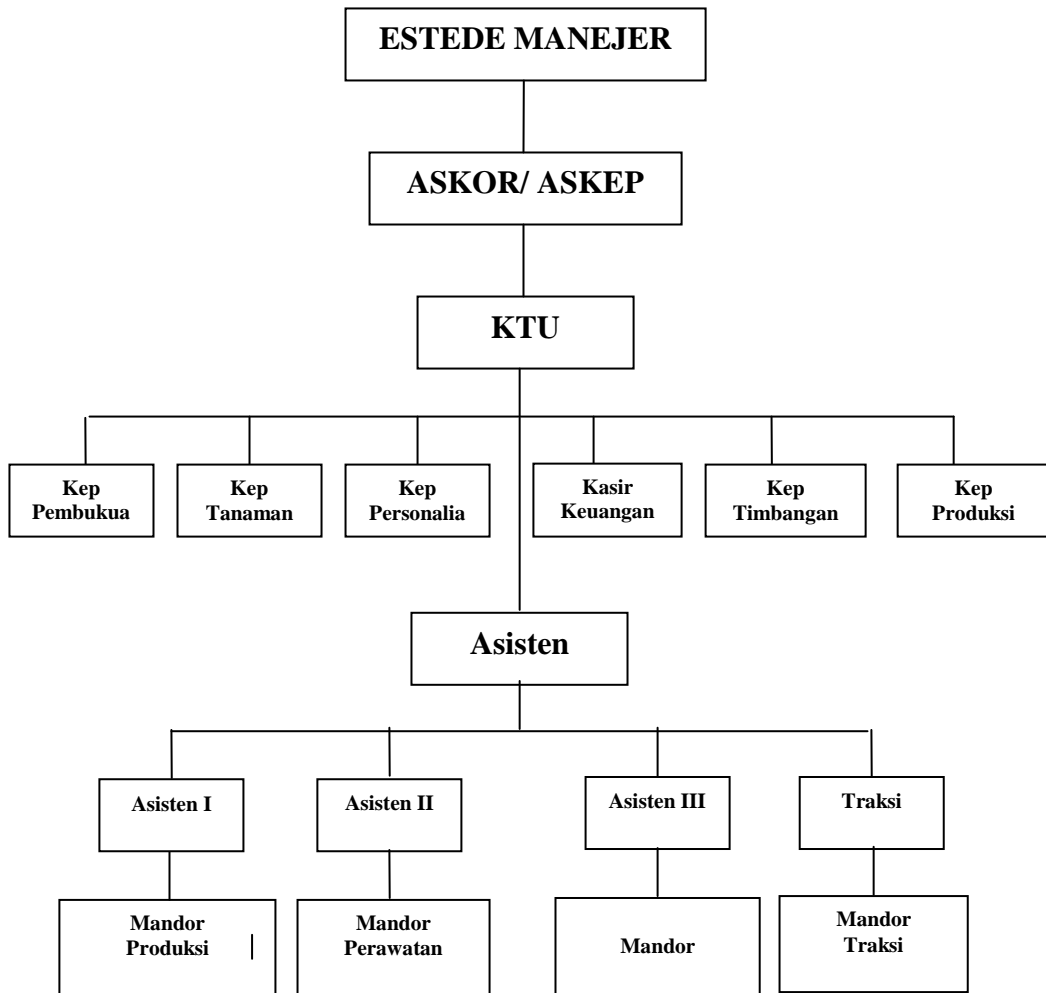 ESTEDE MANEJER
ASKOR/ ASKEP
KTU
Kep
Pembukua
Kep
Tanaman
Kep
Personalia
Kasir
Keuangan
Kep
Timbangan
Kep
Produksi
Asisten
Asisten I
Asisten II
Asisten III
Traksi
Mandor
Produksi
Mandor
Perawatan
Mandor
Mandor
Traksi